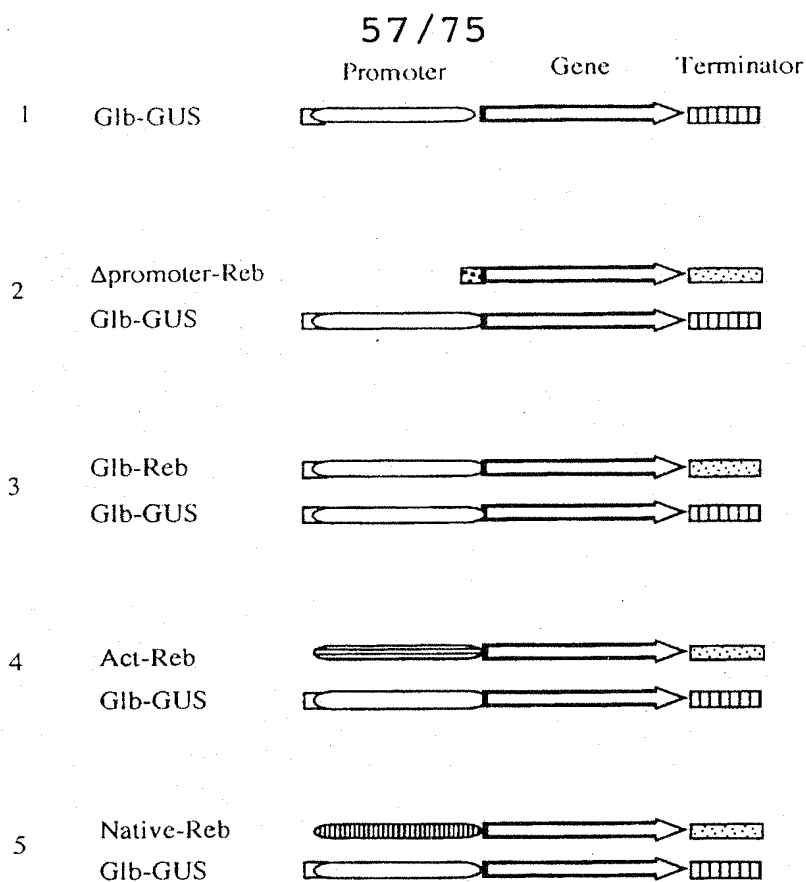 57/75
Promoter Gene Terminator
1 Glb-GUS
2 Δpromoter-Reb
Glb-GUS
3 Glb-Reb
Glb-GUS
4 Act-Reb
Glb-GUS
5 Native-Reb
Glb-GUS